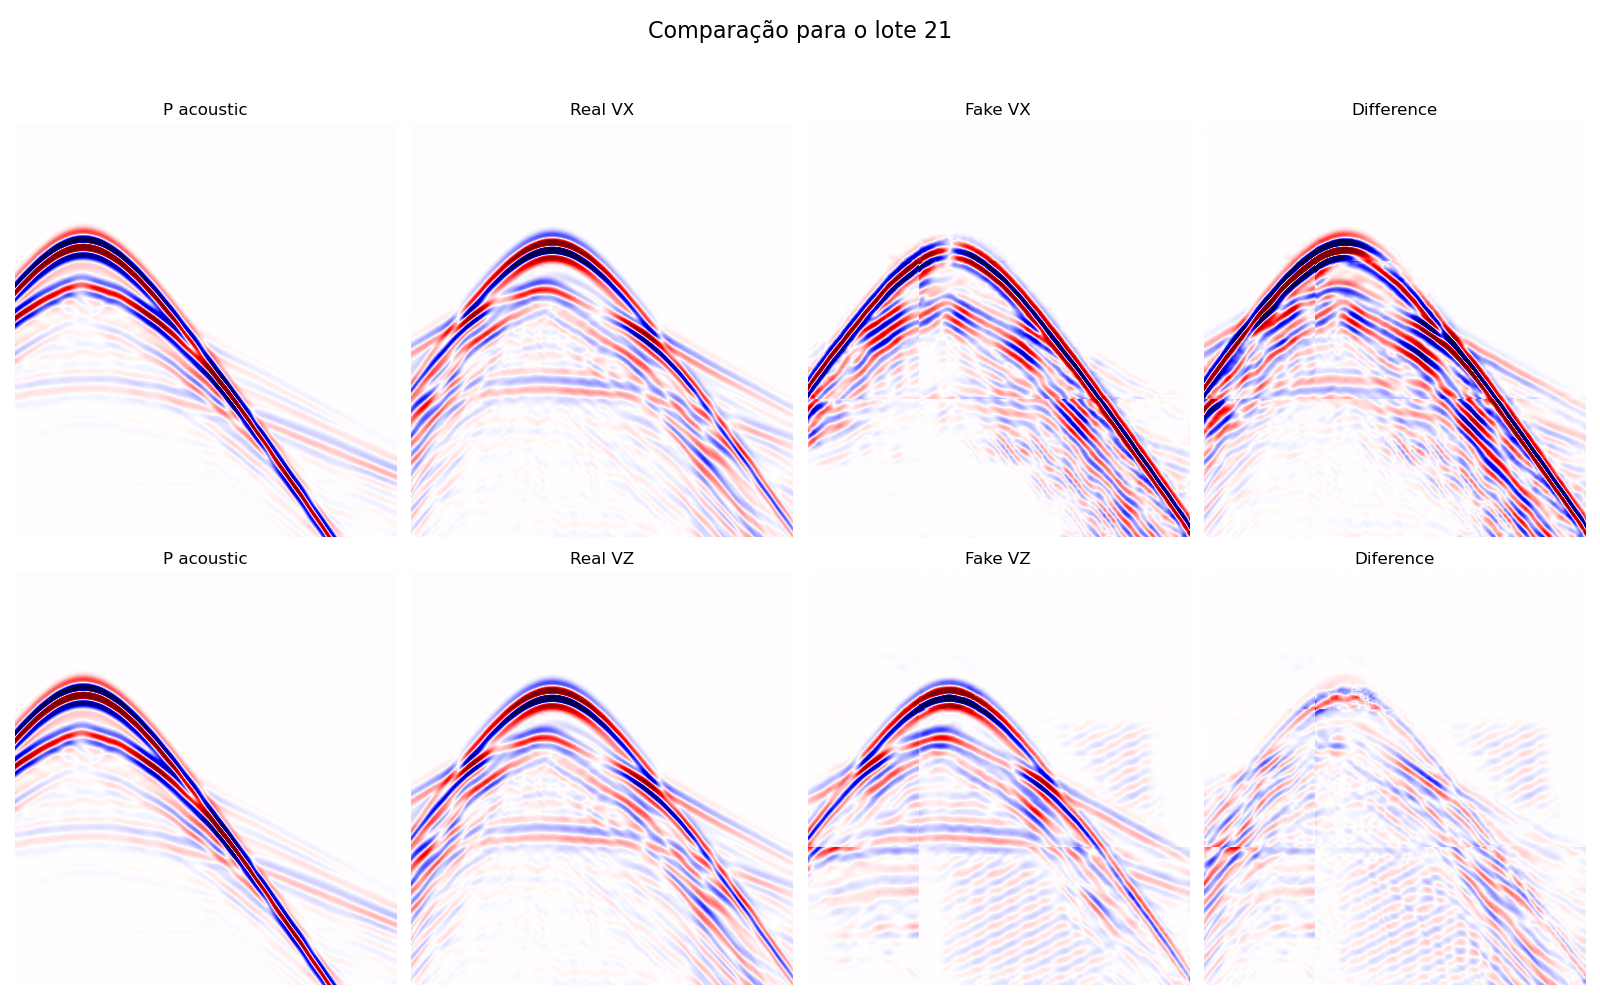 Comparação para o lote 21
P acoustic
Real VX
Fake VX
Difference
P acoustic
Real VZ
Fake VZ
Diference